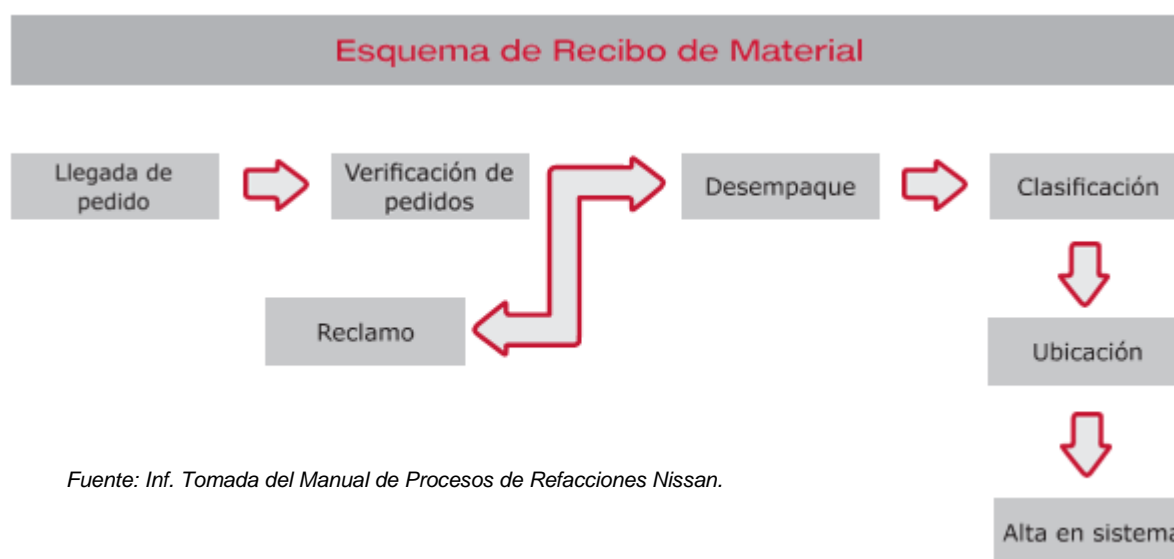 Esquema de Recibo de Material
Llegada de
pedido
Verificación de
pedidos
Desempaque
Clasificación
Reclamo
Ubicación
Fuente: Inf. Tomada del Manual de Procesos de Refacciones Nissan.
Alta en sistema